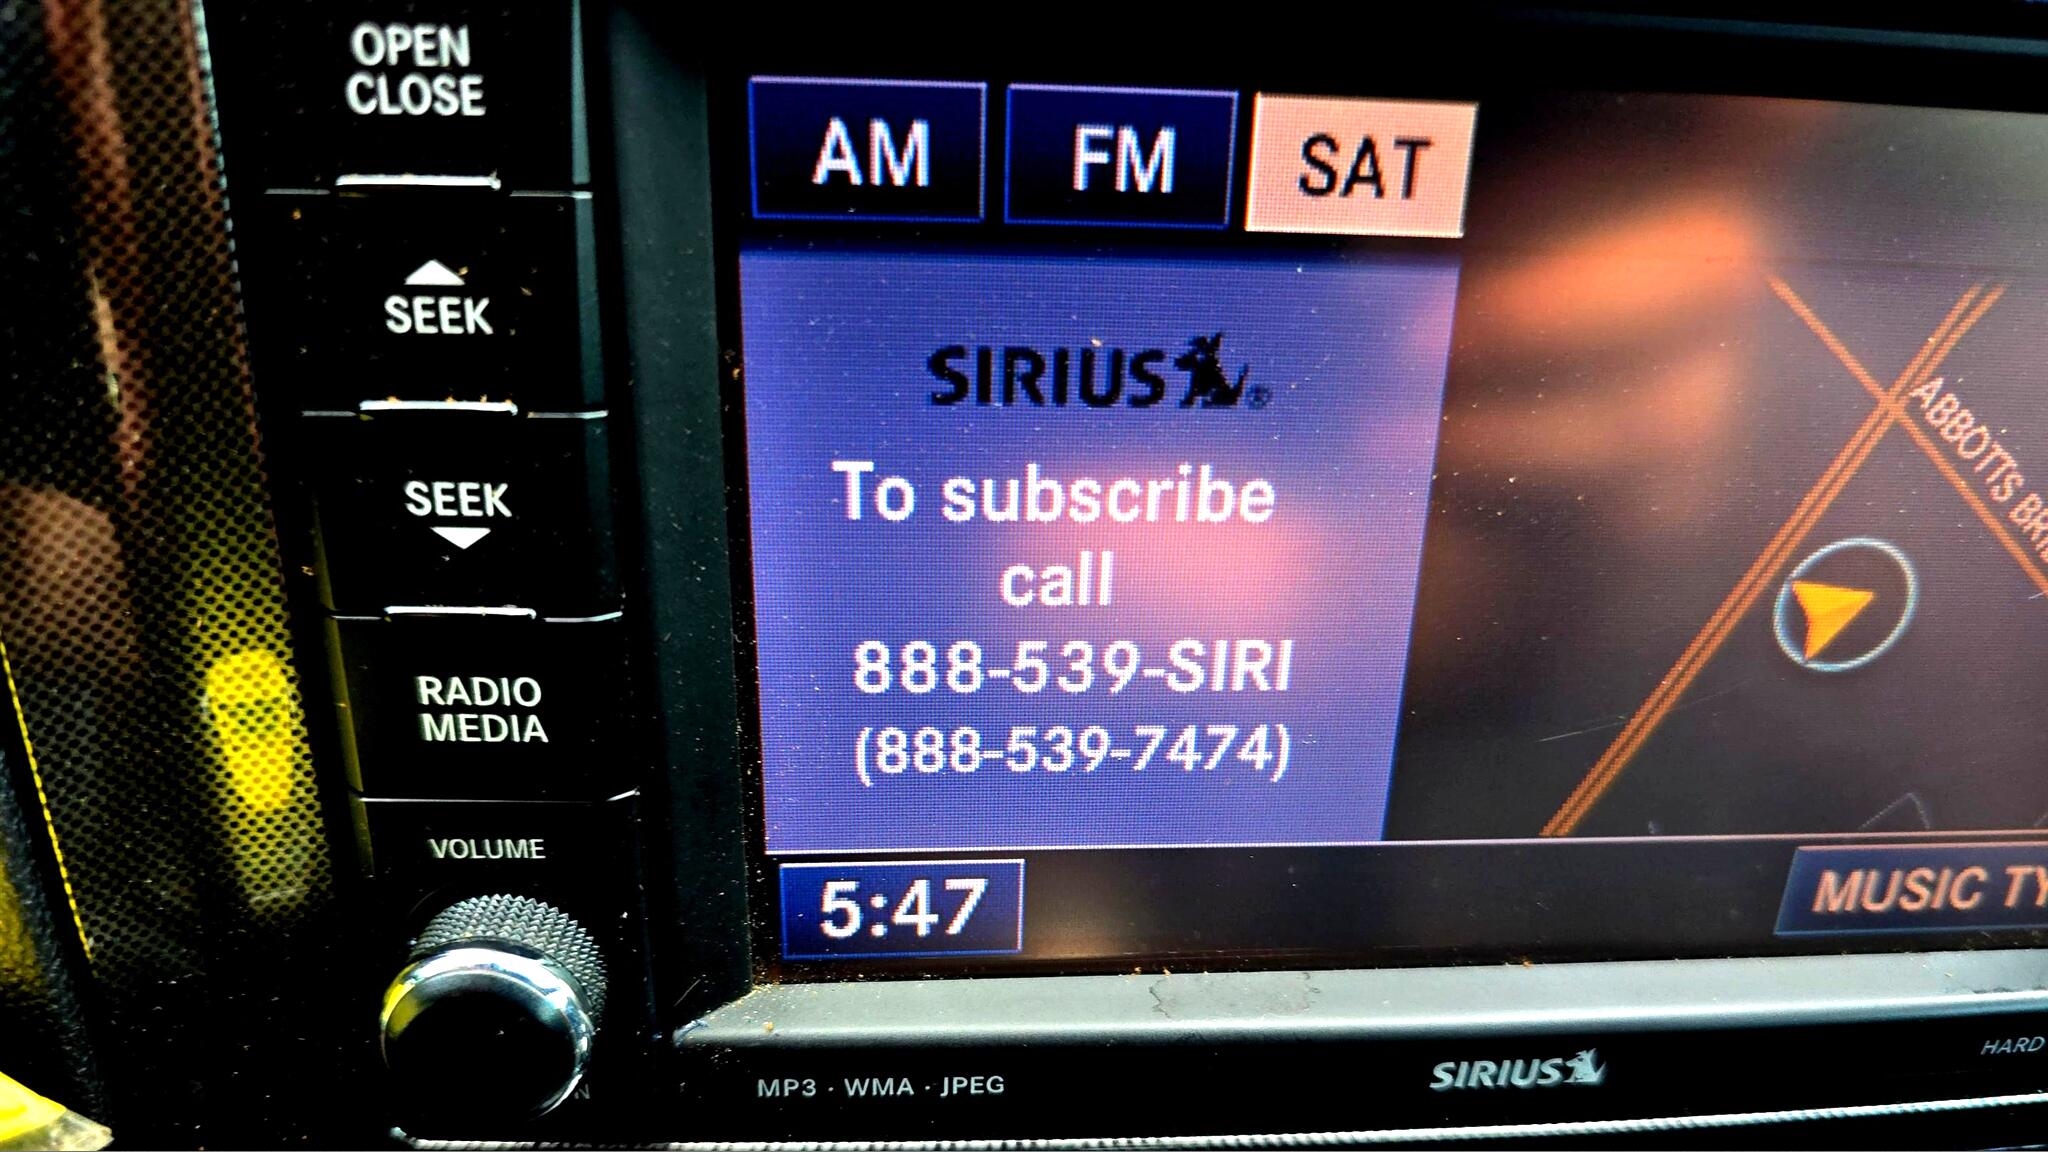 OPEN
CLOSE
SEEK
SEEK
RADIO
MEDIA
VOLUME
AM FM SAT
SIRIUS®
To subscribe
call
888-539-SIRI
(888-539-7474)
ABBOTTS
5:47
MUSIC
MP3 · WMA · JPEG
SIRIUS
HARD